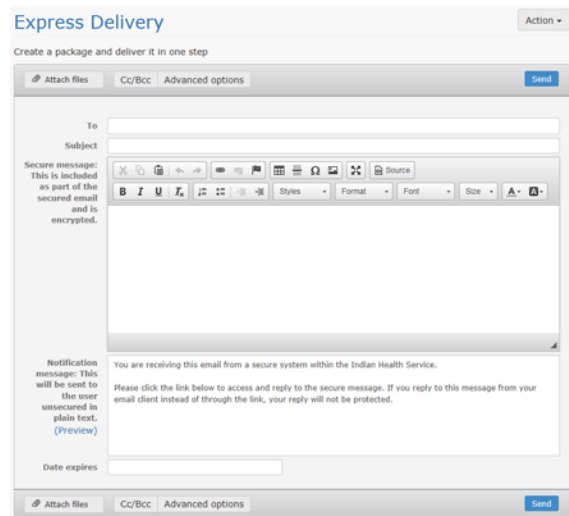 Express Delivery
Action
Create a package and deliver it in one step
Attach files Cc/Bcc Advanced options Send
To
Subject
Secure message:
This is included
as part of the
secured email
and is
encrypted.
Source
B I U Ix Styles Format Font Size A A
Notification
message: This
will be sent to
the user
unsecured in
plain text.
(Preview)
You are receiving this email from a secure system within the Indian Health Service.
Please click the link below to access and reply to the secure message. If you reply to this message from your
email client instead of through the link, your reply will not be protected.
Date expires
Attach files Cc/Bcc Advanced options Send